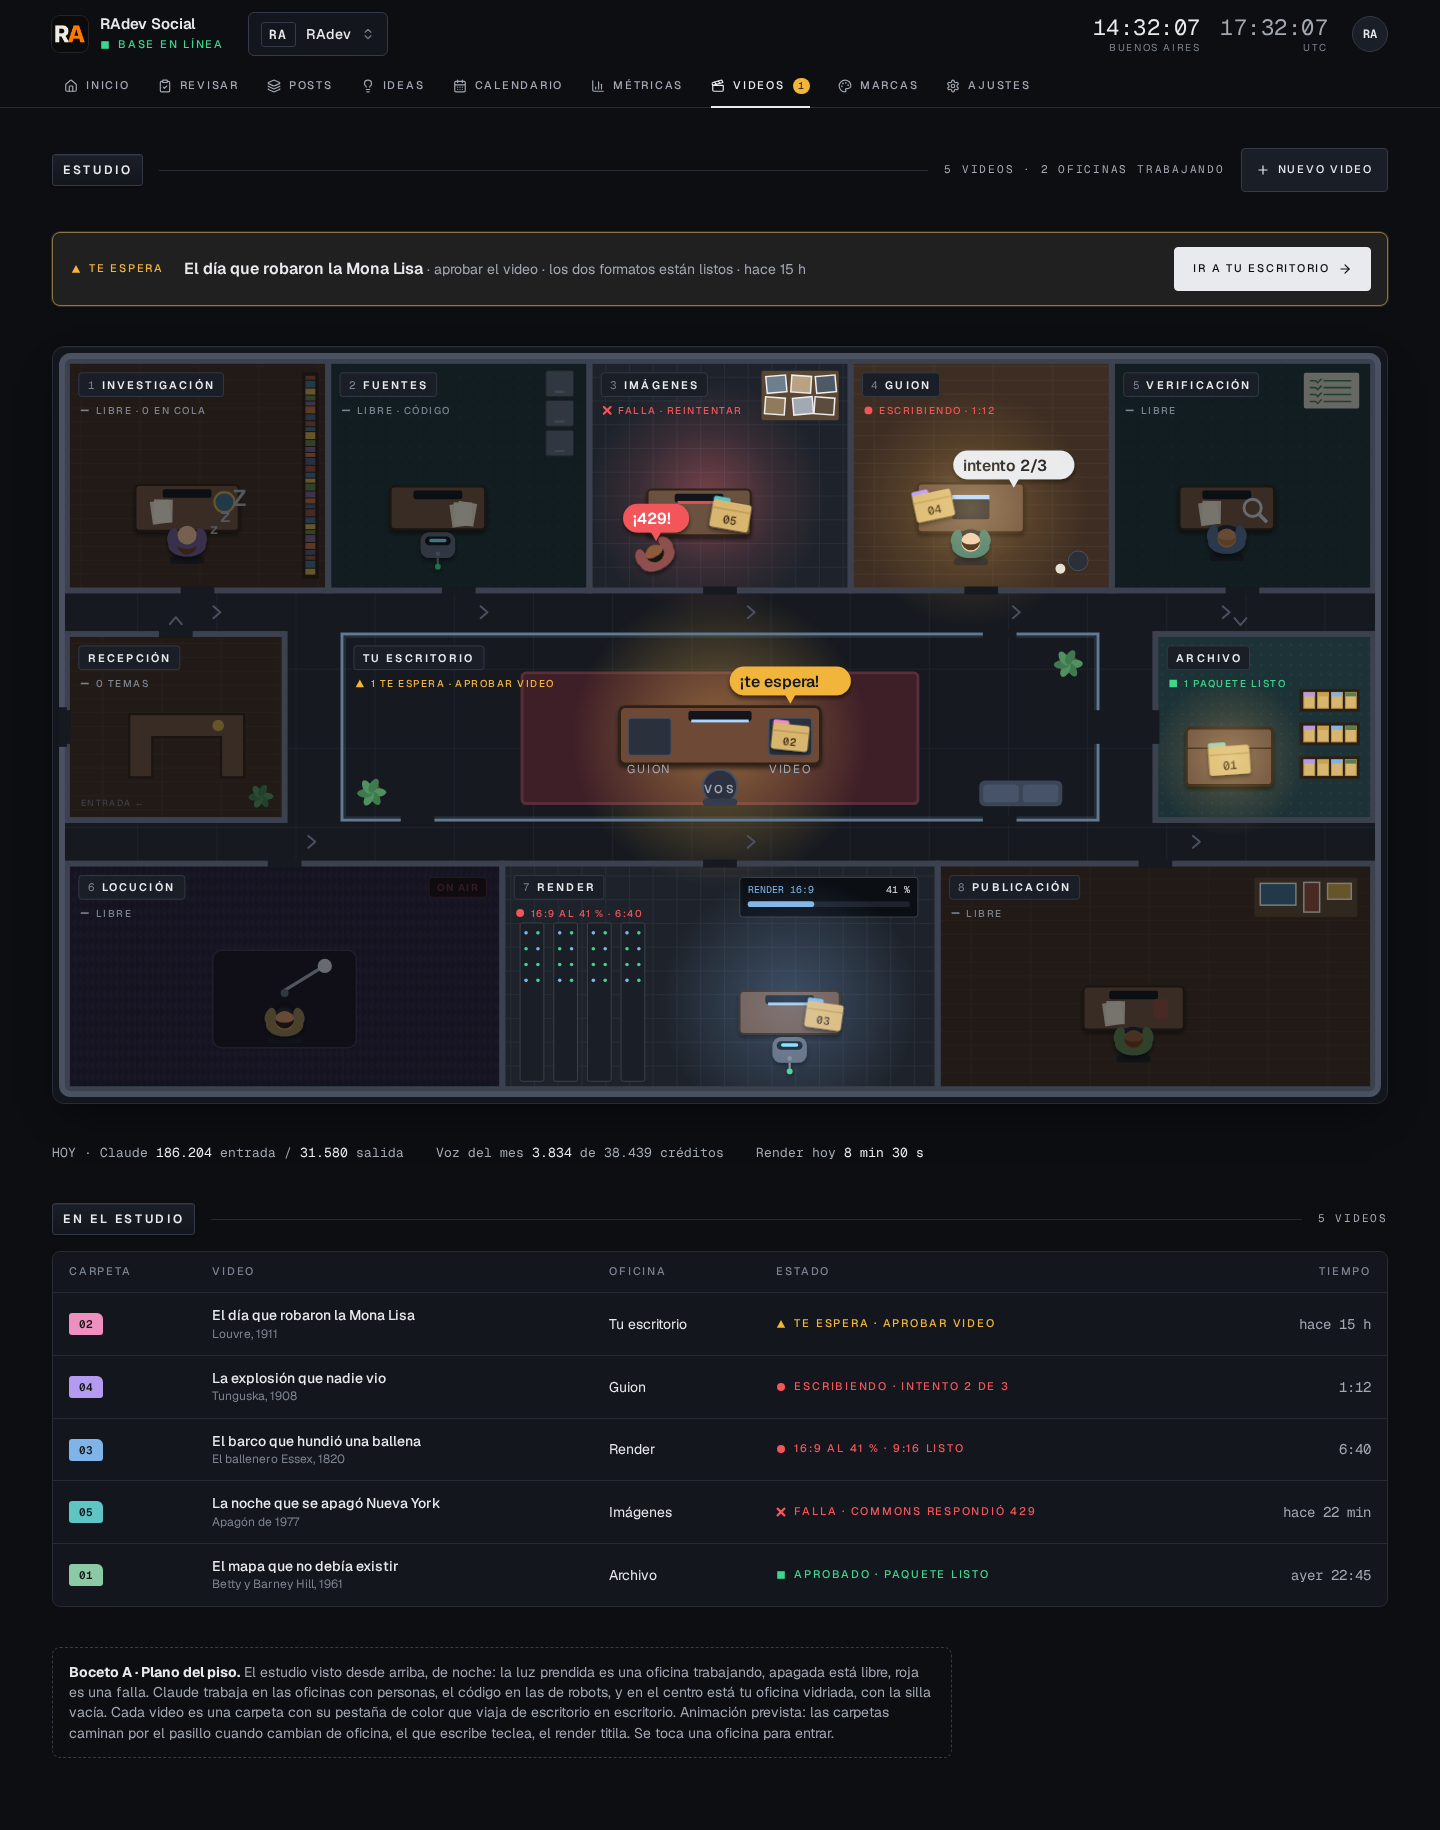 RA
RAdev Social
BASE EN LÍNEA
RA RAdev
14:32:07
BUENOS AIRES
17:32:07
UTC
RA
INICIO
REVISAR
POSTS
IDEAS
CALENDARIO
MÉTRICAS
VIDEOS 1
MARCAS
AJUSTES
ESTUDIO
5 VIDEOS · 2 OFICINAS TRABAJANDO
+ NUEVO VIDEO
▲ TE ESPERA
El día que robaron la Mona Lisa · aprobar el video · los dos formatos están listos · hace 15 h
IR A TU ESCRITORIO →
1 INVESTIGACIÓN
LIBRE · 0 EN COLA
Z
Z
z
2 FUENTES
LIBRE · CÓDIGO
3 IMÁGENES
FALLA · REINTENTAR
¡429!
05
4 GUION
ESCRIBIENDO · 1:12
intento 2/3
04
5 VERIFICACIÓN
LIBRE
RECEPCIÓN
0 TEMAS
ENTRADA →
TU ESCRITORIO
▲ 1 TE ESPERA · APROBAR VIDEO
¡te espera!
02
GUION
VIDEO
VOS
ARCHIVO
1 PAQUETE LISTO
01
6 LOCUCIÓN
LIBRE
ON AIR
7 RENDER
16:9 AL 41 % · 6:40
RENDER 16:9 41 %
03
8 PUBLICACIÓN
LIBRE
HOY · Claude 186.204 entrada / 31.580 salida
Voz del mes 3.834 de 38.439 créditos
Render hoy 8 min 30 s
EN EL ESTUDIO
5 VIDEOS
CARPETA VIDEO OFICINA ESTADO TIEMPO
02 El día que robaron la Mona Lisa Tu escritorio ▲ TE ESPERA · APROBAR VIDEO hace 15 h
Louvre, 1911
04 La explosión que nadie vio Guion ESCRIBIENDO · INTENTO 2 DE 3 1:12
Tunguska, 1908
03 El barco que hundió una ballena Render 16:9 AL 41 % · 9:16 LISTO 6:40
El ballenero Essex, 1820
05 La noche que se apagó Nueva York Imágenes FALLA · COMMONS RESPONDIÓ 429 hace 22 min
Apagón de 1977
01 El mapa que no debía existir Archivo APROBADO · PAQUETE LISTO ayer 22:45
Betty y Barney Hill, 1961
Boceto A · Plano del piso. El estudio visto desde arriba, de noche: la luz prendida es una oficina trabajando, apagada está libre, roja
es una falla. Claude trabaja en las oficinas con personas, el código en las de robots, y en el centro está tu oficina vidriada, con la silla
vacía. Cada video es una carpeta con su pestaña de color que viaja de escritorio en escritorio. Animación prevista: las carpetas
caminan por el pasillo cuando cambian de oficina, el que escribe teclea, el render titila. Se toca una oficina para entrar.